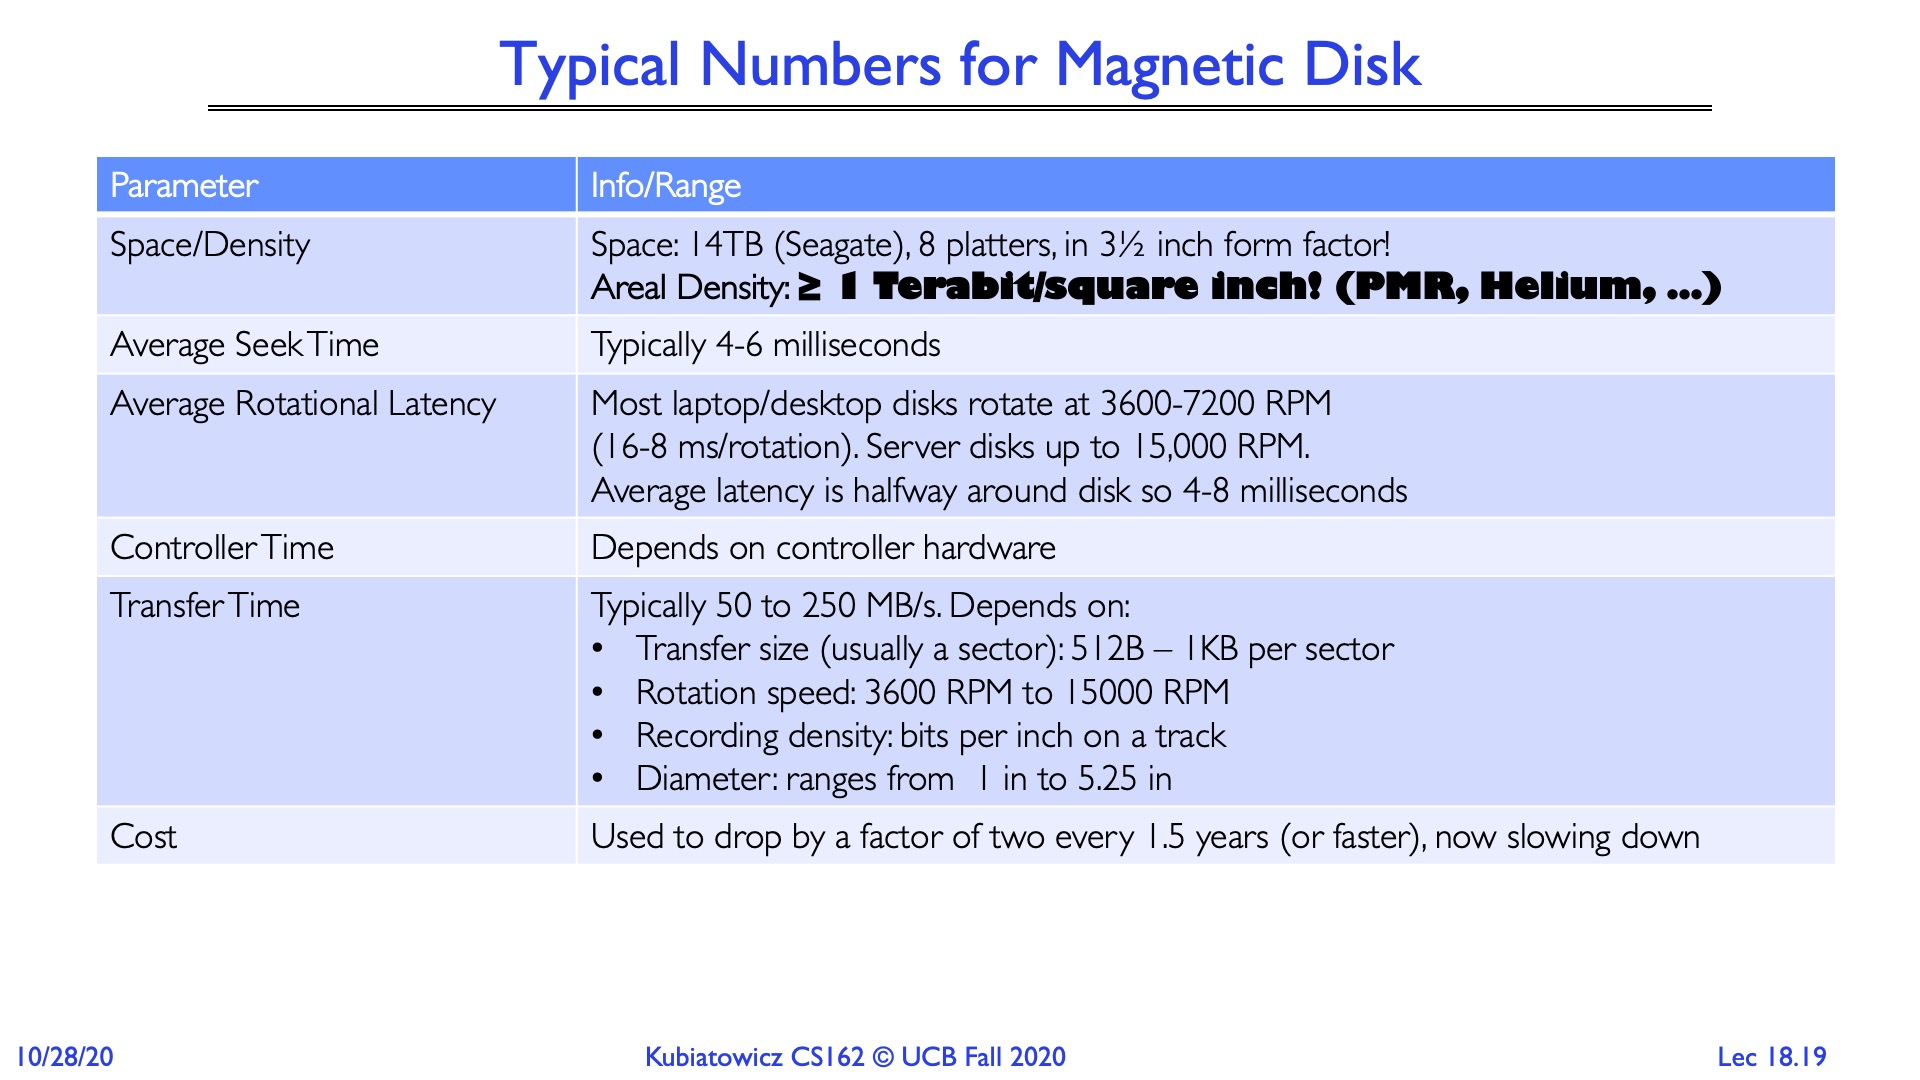 Typical Numbers for Magnetic Disk
Parameter
Info/Range
Space/Density
Space: 14TB (Seagate), 8 platters, in 3½ inch form factor!
Areal Density: ≥ 1 Terabit/square inch! (PMR, Helium, …)
Average Seek Time
Typically 4-6 milliseconds
Average Rotational Latency
Most laptop/desktop disks rotate at 3600-7200 RPM
(16-8 ms/rotation). Server disks up to 15,000 RPM.
Average latency is halfway around disk so 4-8 milliseconds
Controller Time
Depends on controller hardware
Transfer Time
Typically 50 to 250 MB/s. Depends on:
• Transfer size (usually a sector): 512B – 1KB per sector
• Rotation speed: 3600 RPM to 15000 RPM
• Recording density: bits per inch on a track
• Diameter: ranges from 1 in to 5.25 in
Cost
Used to drop by a factor of two every 1.5 years (or faster), now slowing down
10/28/20
Kubiatowicz CS162 © UCB Fall 2020
Lec 18.19